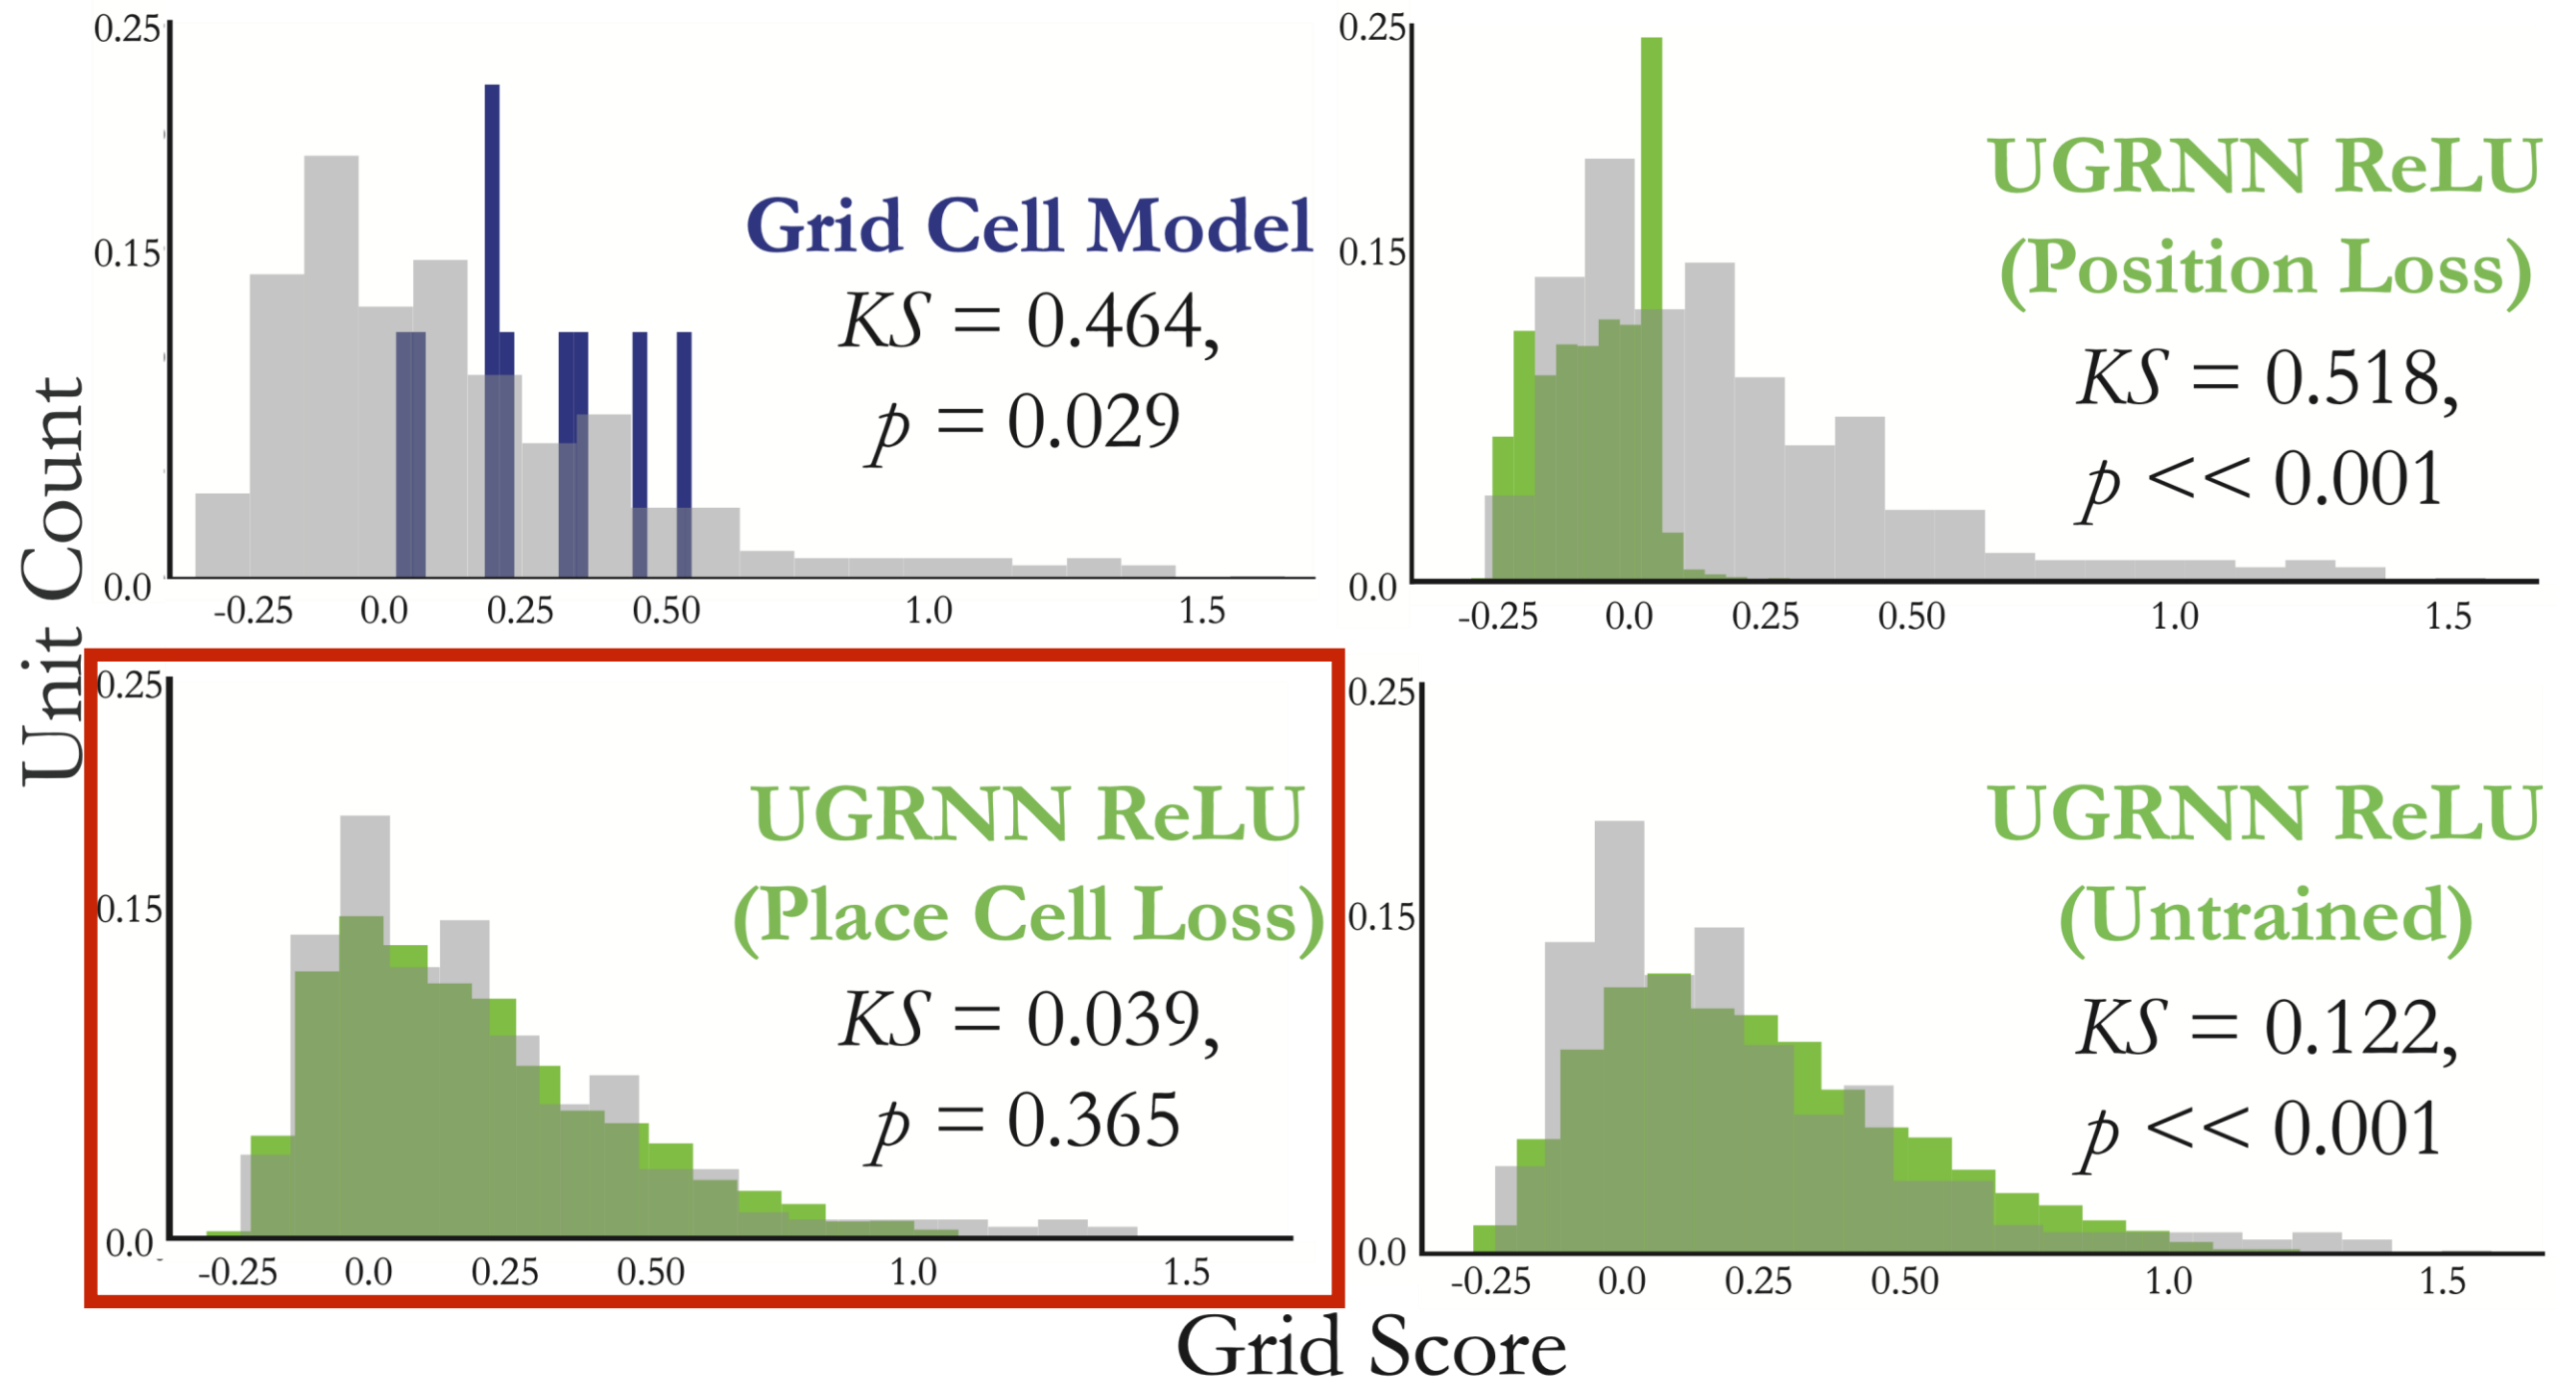 Unit Count
0.25
0.15
0.0
-0.25 0.0 0.25 0.50 1.0 1.5
Grid Cell Model
KS = 0.464,
p = 0.029
0.25
0.15
0.0
-0.25 0.0 0.25 0.50 1.0 1.5
UGRNN ReLU
(Position Loss)
KS = 0.518,
p << 0.001
0.25
0.15
0.0
-0.25 0.0 0.25 0.50 1.0 1.5
UGRNN ReLU
(Place Cell Loss)
KS = 0.039,
p = 0.365
0.25
0.15
0.0
-0.25 0.0 0.25 0.50 1.0 1.5
UGRNN ReLU
(Untrained)
KS = 0.122,
p << 0.001
Grid Score